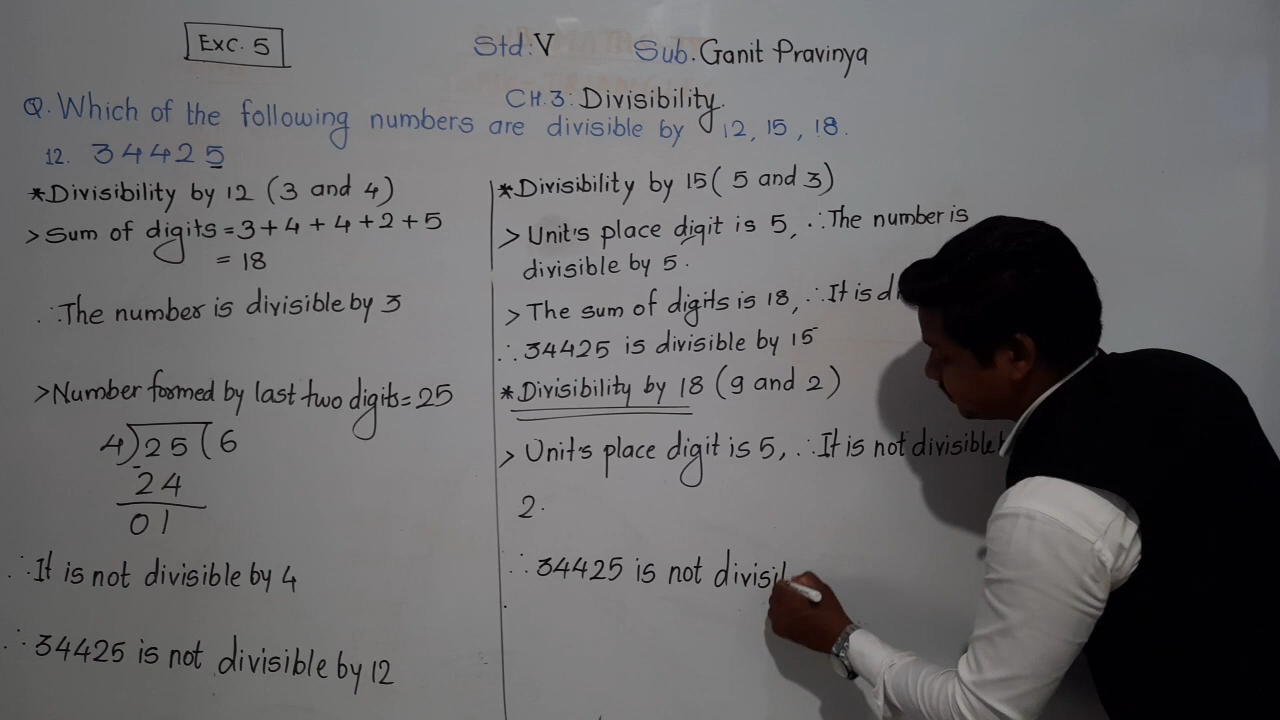 Exc. 5
Std: V
Sub. Ganit Pravinya
CH. 3: Divisibility.
Q. Which of the following numbers are divisible by 12, 15, 18.
12. 34425
*Divisibility by 12 (3 and 4)
> Sum of digits = 3+4+4+2+5
= 18
∴ The number is divisible by 3
> Number formed by last two digits = 25
4)25(6
24
01
∴ It is not divisible by 4
∴ 34425 is not divisible by 12
*Divisibility by 15 (5 and 3)
> Unit's place digit is 5, ∴ The number is
divisible by 5.
> The sum of digits is 18, ∴ It is di
∴ 34425 is divisible by 15
*Divisibility by 18 (9 and 2)
> Unit's place digit is 5, ∴ It is not divisible
2.
∴ 34425 is not divisi